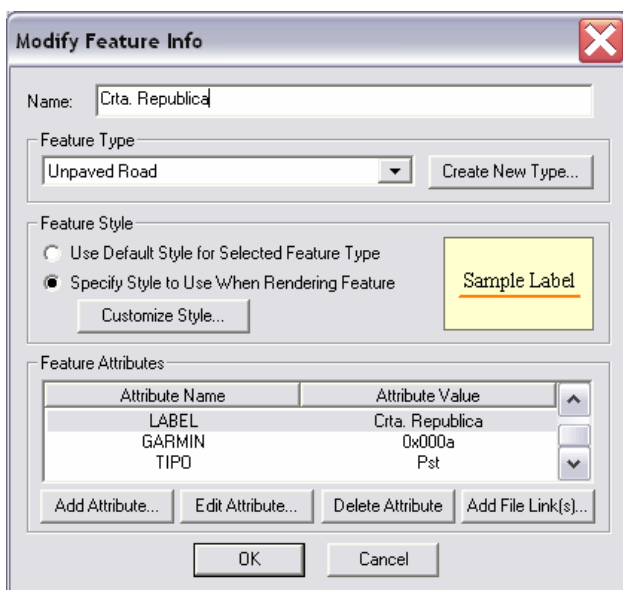 Modify Feature Info
Name: Crta. Republica
Feature Type
Unpaved Road Create New Type...
Feature Style
Use Default Style for Selected Feature Type
Specify Style to Use When Rendering Feature
Sample Label
Customize Style...
Feature Attributes
Attribute Name Attribute Value
LABEL Crta. Republica
GARMIN 0x000a
TIPO Pst
Add Attribute... Edit Attribute... Delete Attribute Add File Link(s)...
OK Cancel